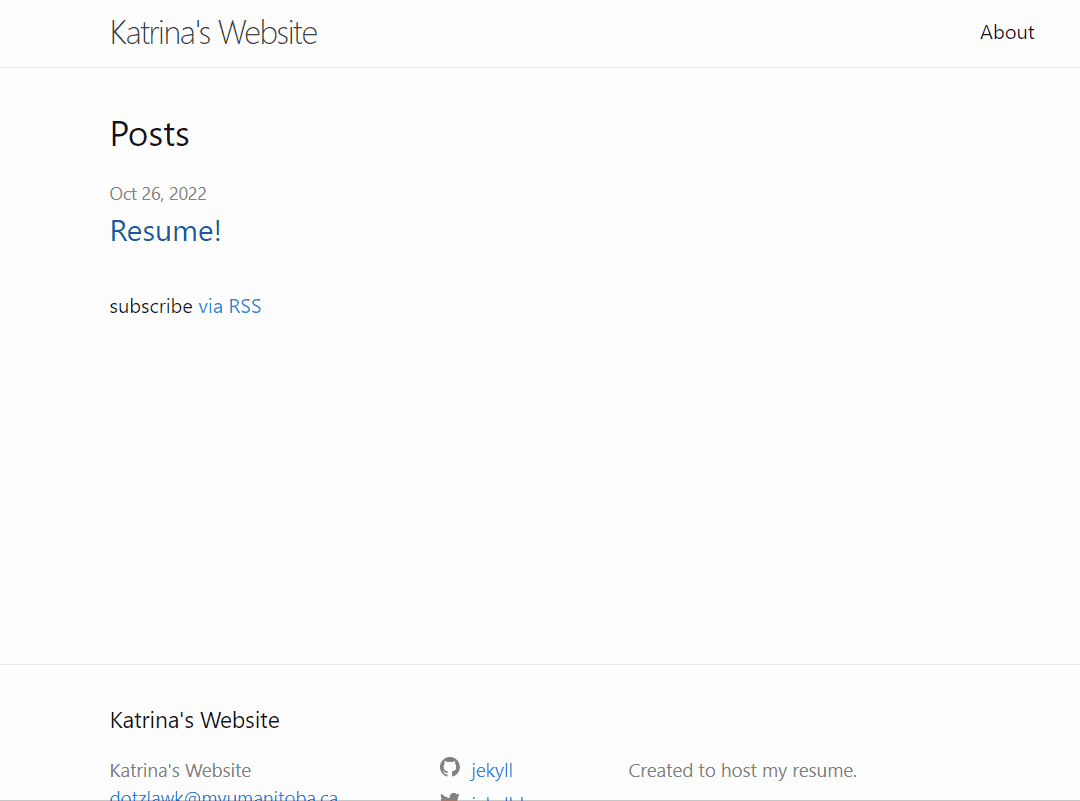 Katrina's Website
About
Posts
Oct 26, 2022
Resume!
subscribe via RSS
Katrina's Website
Katrina's Website
jekyll
Created to host my resume.
dotzlawk@myumanitoba.ca